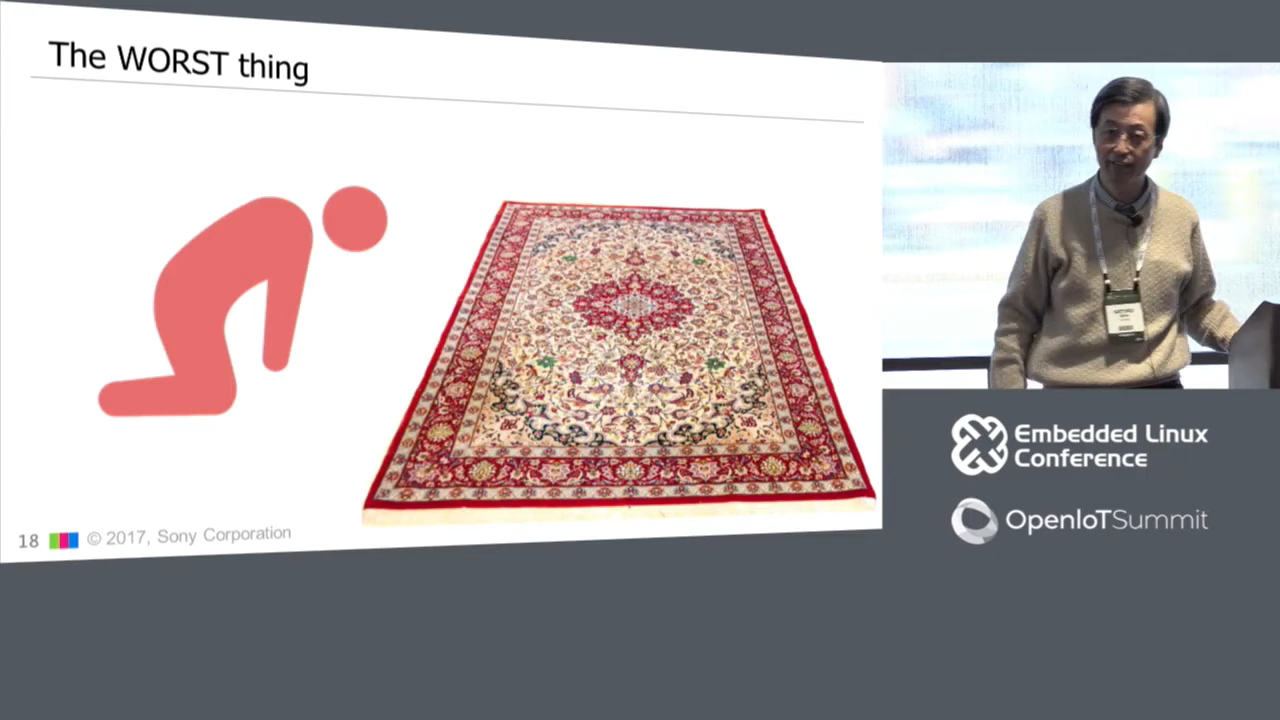 The WORST thing
18 © 2017, Sony Corporation
Embedded Linux
Conference
OpenIoTSummit